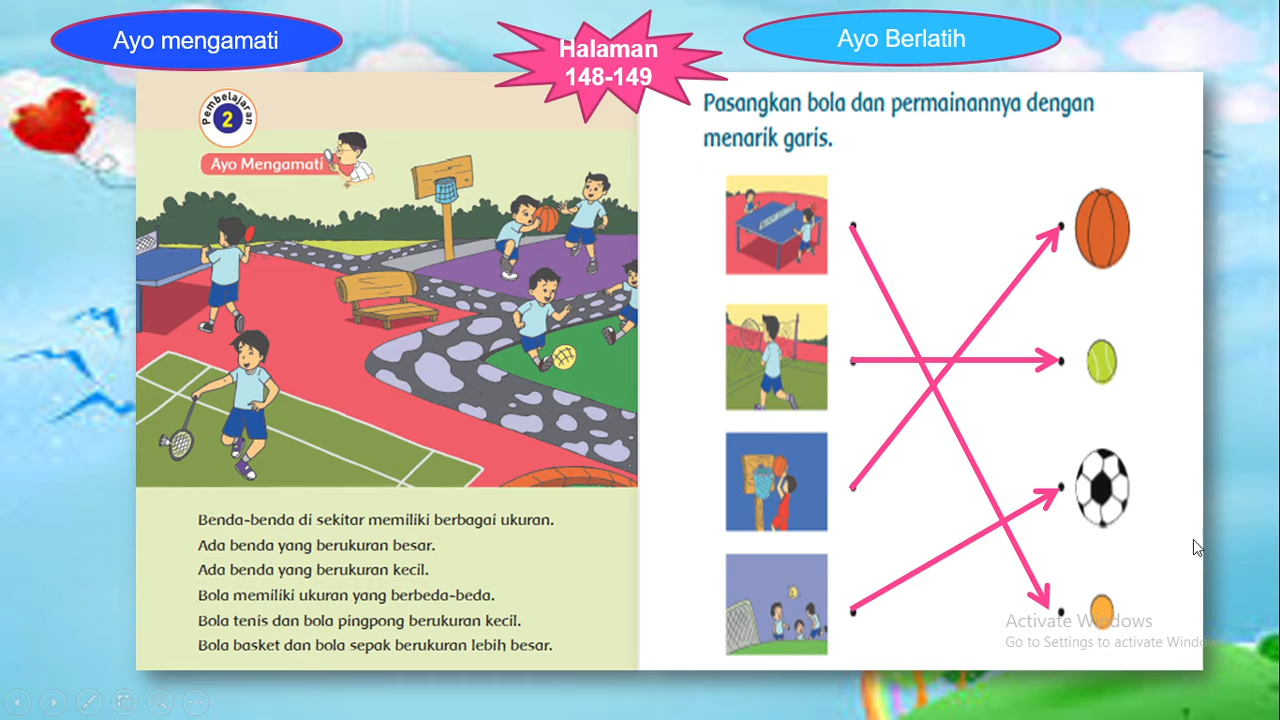 Ayo mengamati
Halaman
148-149
Ayo Berlatih
Pembelajaran
2
Ayo Mengamati
Benda-benda di sekitar memiliki berbagai ukuran.
Ada benda yang berukuran besar.
Ada benda yang berukuran kecil.
Bola memiliki ukuran yang berbeda-beda.
Bola tenis dan bola pingpong berukuran kecil.
Bola basket dan bola sepak berukuran lebih besar.
Pasangkan bola dan permainannya dengan
menarik garis.
Activate Windows
Go to Settings to activate Windows